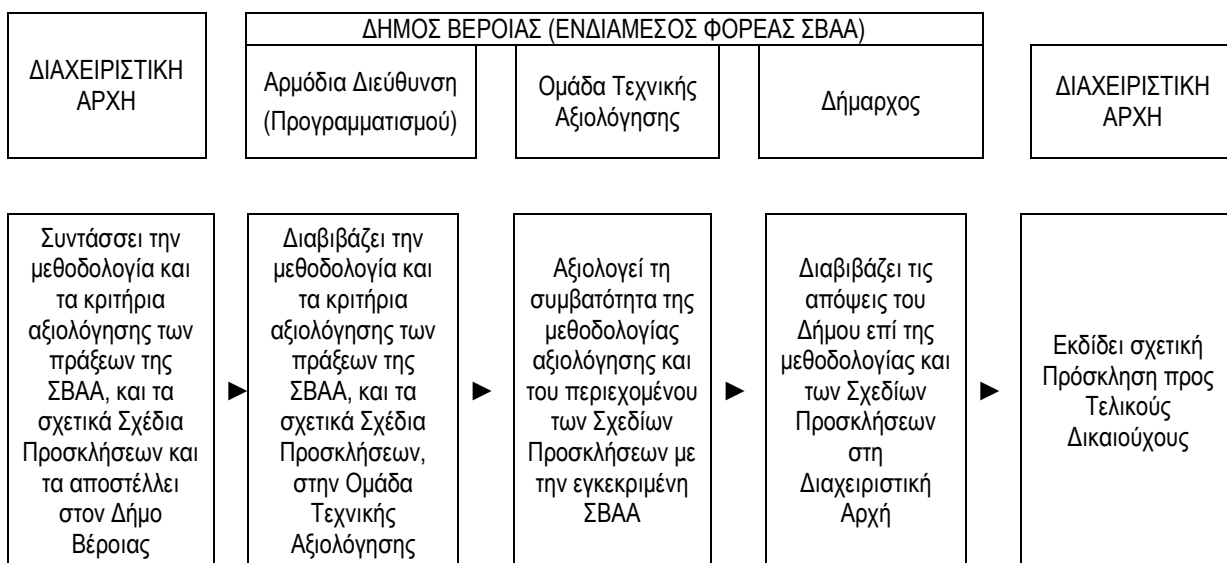 ΔΙΑΧΕΙΡΙΣΤΙΚΗ
ΑΡΧΗ
ΔΗΜΟΣ ΒΕΡΟΙΑΣ (ΕΝΔΙΑΜΕΣΟΣ ΦΟΡΕΑΣ ΣΒΑΑ)
Αρμόδια Διεύθυνση
(Προγραμματισμού)
Ομάδα Τεχνικής
Αξιολόγησης
Δήμαρχος
ΔΙΑΧΕΙΡΙΣΤΙΚΗ
ΑΡΧΗ
Συντάσσει την
μεθοδολογία και
τα κριτήρια
αξιολόγησης των
πράξεων της
ΣΒΑΑ, και τα
σχετικά Σχέδια
Προσκλήσεων και
τα αποστέλλει
στον Δήμο
Βέροιας
Διαβιβάζει την
μεθοδολογία και
τα κριτήρια
αξιολόγησης των
πράξεων της
ΣΒΑΑ, και τα
σχετικά Σχέδια
Προσκλήσεων,
στην Ομάδα
Τεχνικής
Αξιολόγησης
Αξιολογεί τη
συμβατότητα της
μεθοδολογίας
αξιολόγησης και
του περιεχομένου
των Σχεδίων
Προσκλήσεων με
την εγκεκριμένη
ΣΒΑΑ
Διαβιβάζει τις
απόψεις του
Δήμου επί της
μεθοδολογίας και
των Σχεδίων
Προσκλήσεων
στη
Διαχειριστική
Αρχή
Εκδίδει σχετική
Πρόσκληση προς
Τελικούς
Δικαιούχους